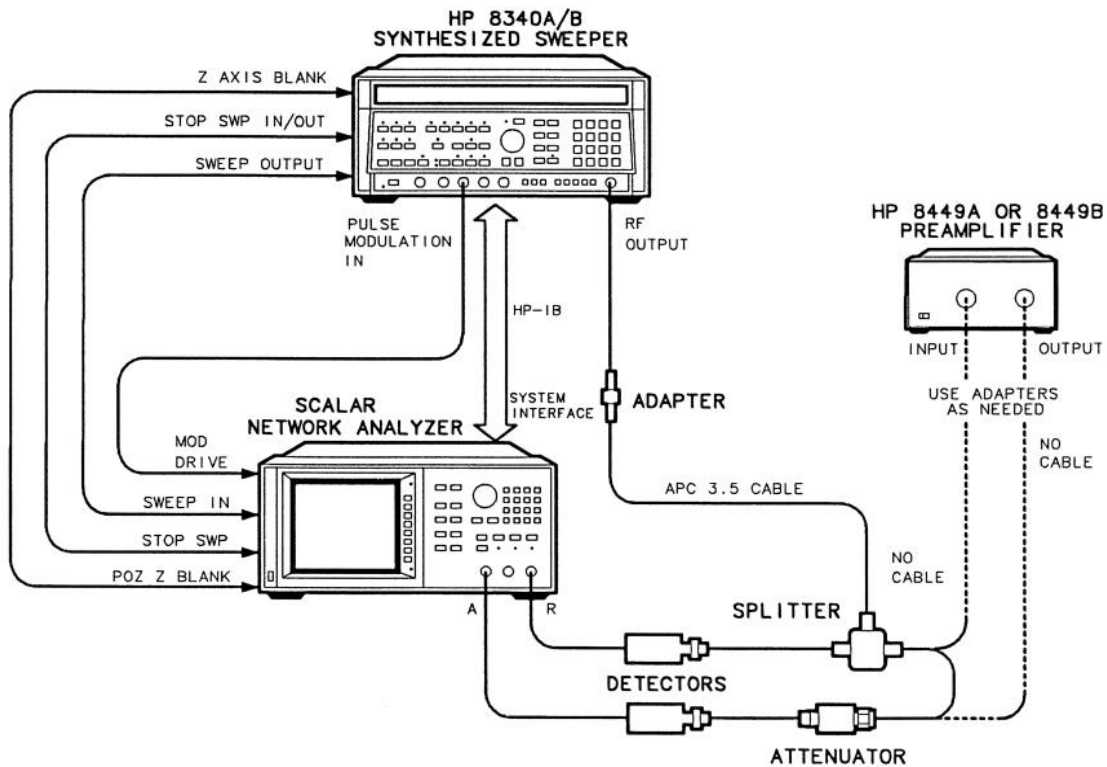 HP 8340A/B
SYNTHESIZED SWEEPER
Z AXIS BLANK
STOP SWP IN/OUT
SWEEP OUTPUT
PULSE
MODULATION
IN
RF
OUTPUT
HP 8449A OR 8449B
PREAMPLIFIER
HP-IB
INPUT
OUTPUT
USE ADAPTERS
AS NEEDED
SYSTEM
INTERFACE
ADAPTER
SCALAR
NETWORK ANALYZER
NO
CABLE
MOD
DRIVE
APC 3.5 CABLE
SWEEP IN
STOP SWP
POZ Z BLANK
NO
CABLE
A
R
SPLITTER
DETECTORS
ATTENUATOR